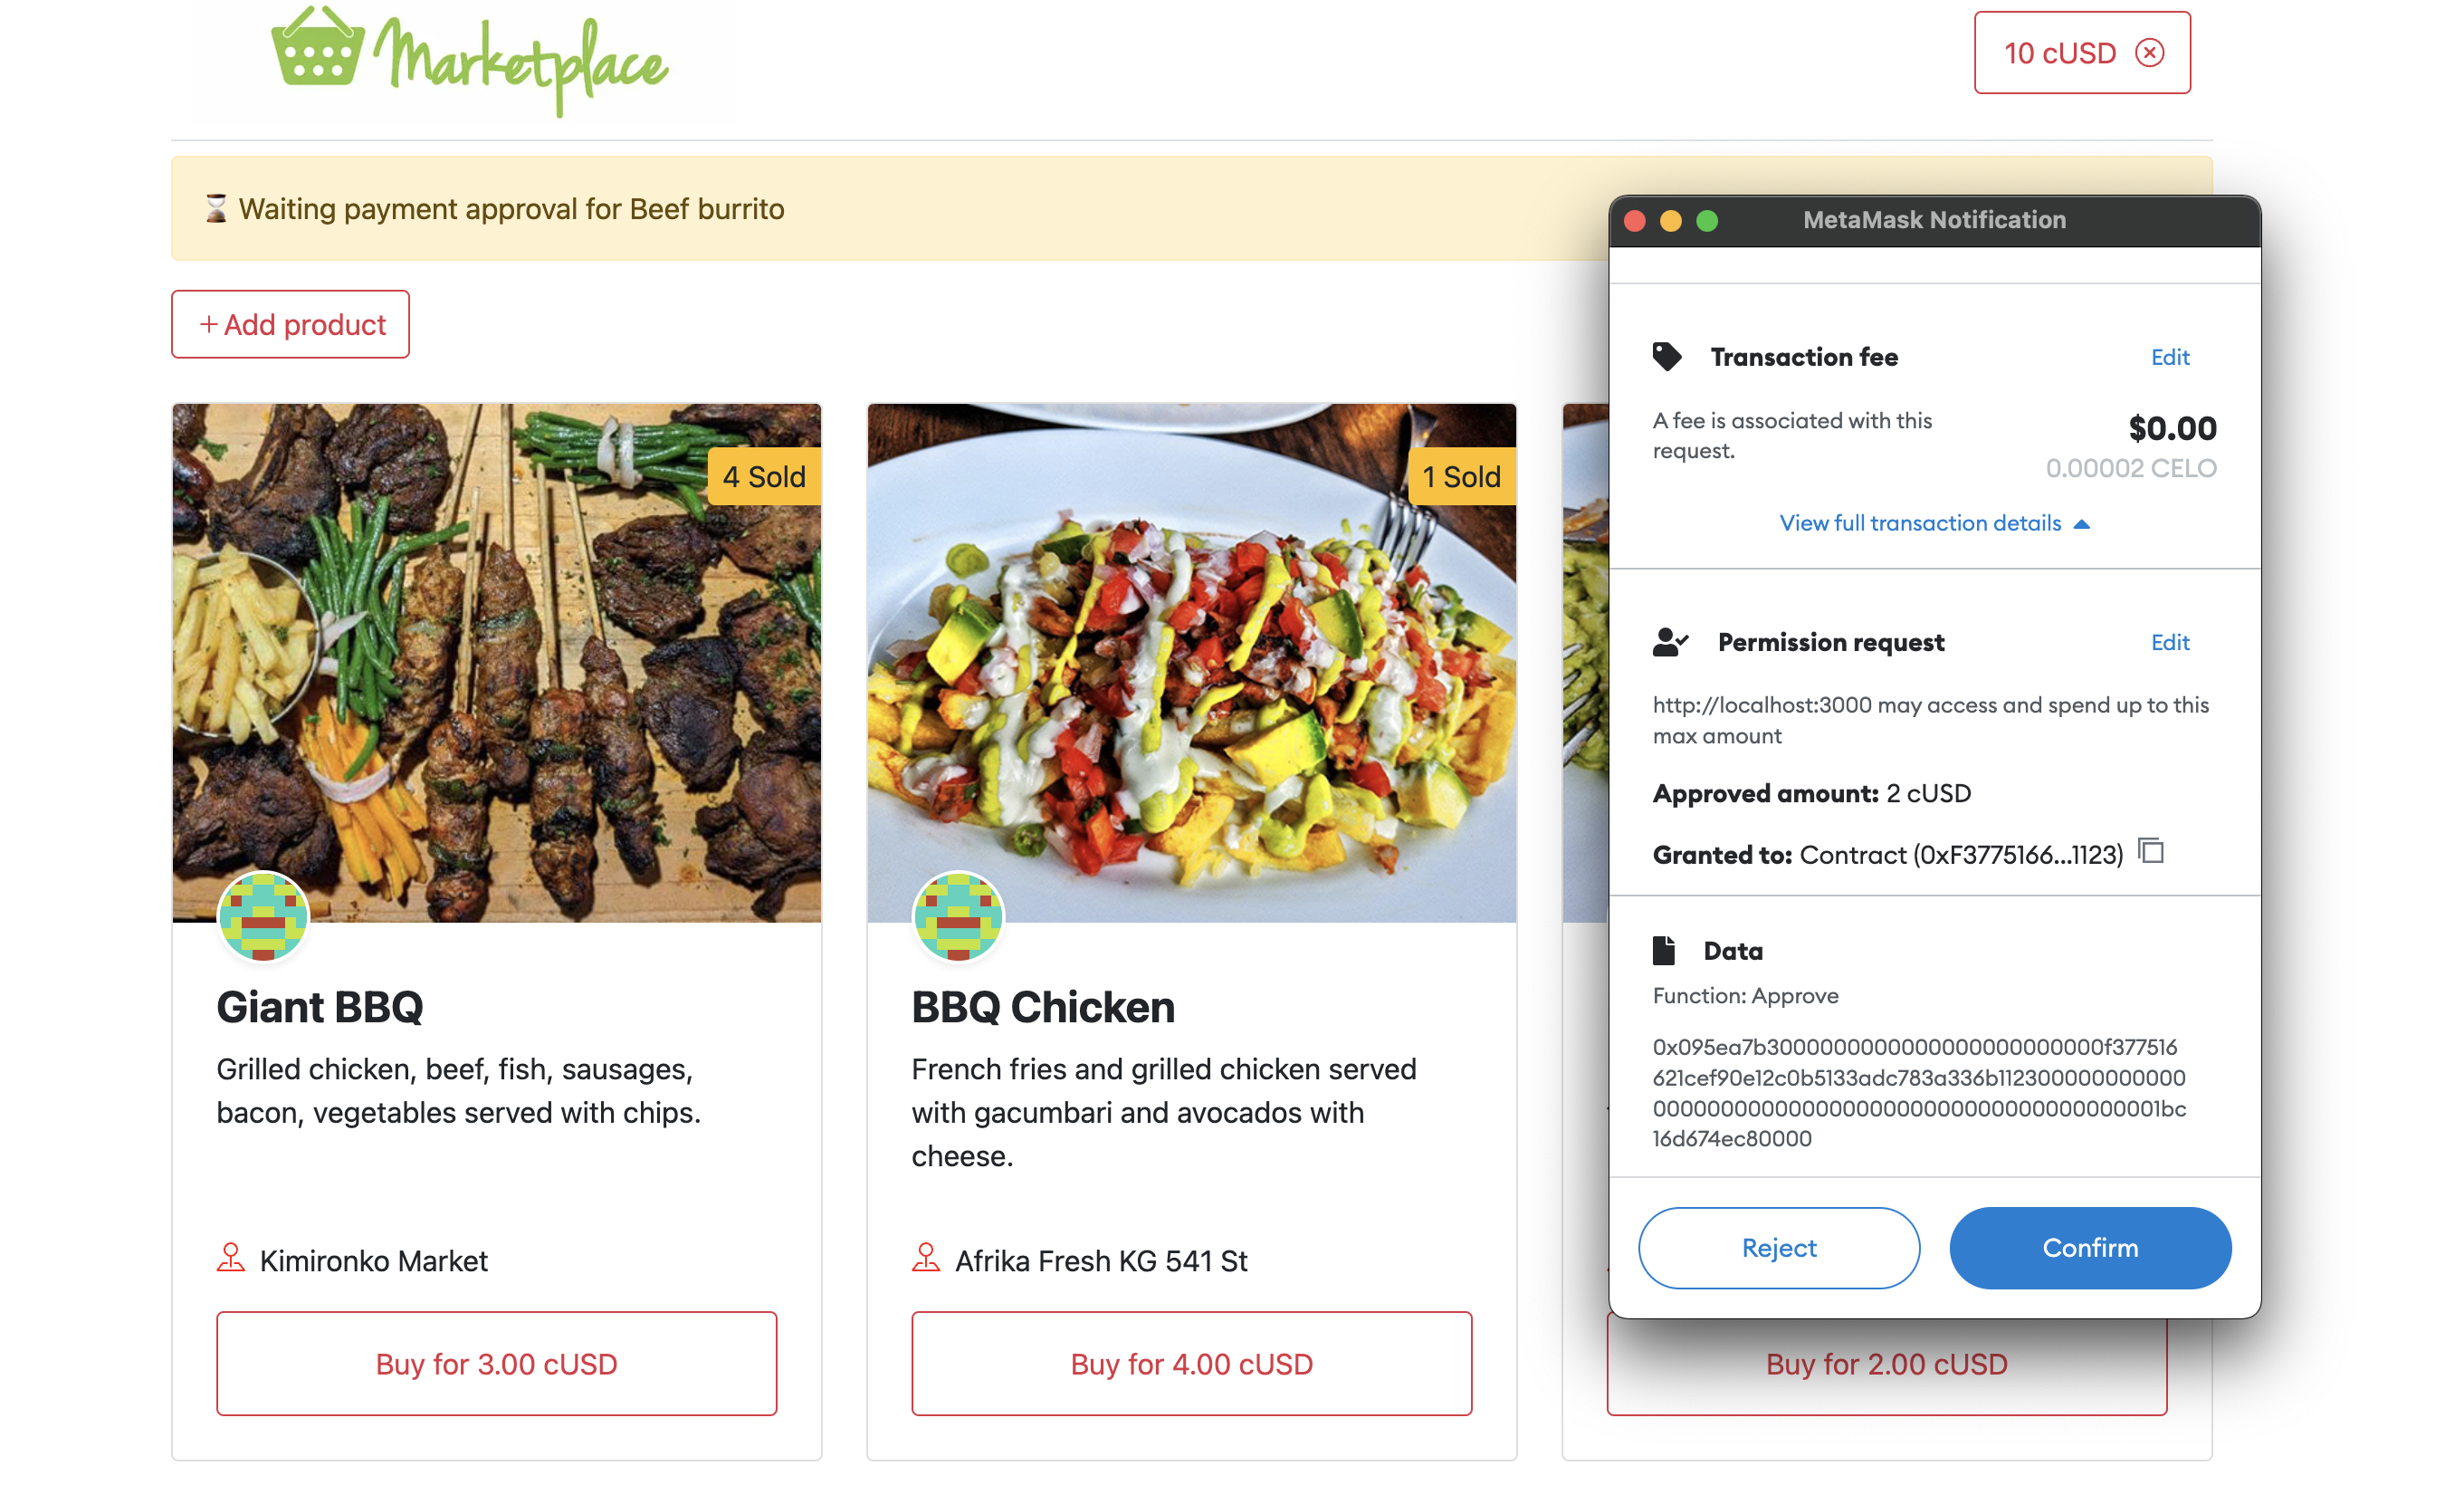 Marketplace
10 cUSD
⌛ Waiting payment approval for Beef burrito
+ Add product
4 Sold
Giant BBQ
Grilled chicken, beef, fish, sausages,
bacon, vegetables served with chips.
Kimironko Market
Buy for 3.00 cUSD
1 Sold
BBQ Chicken
French fries and grilled chicken served
with gacumbari and avocados with
cheese.
Afrika Fresh KG 541 St
Buy for 4.00 cUSD
Buy for 2.00 cUSD
MetaMask Notification
Transaction fee
Edit
A fee is associated with this
request.
$0.00
0.00002 CELO
View full transaction details
Permission request
Edit
http://localhost:3000 may access and spend up to this
max amount
Approved amount: 2 cUSD
Granted to: Contract (0xF3775166...1123)
Data
Function: Approve
0x095ea7b3000000000000000000000000f377516
621cef90e12c0b5133adc783a336b112300000000000
0000000000000000000000000000000000001bc
16d674ec80000
Reject
Confirm